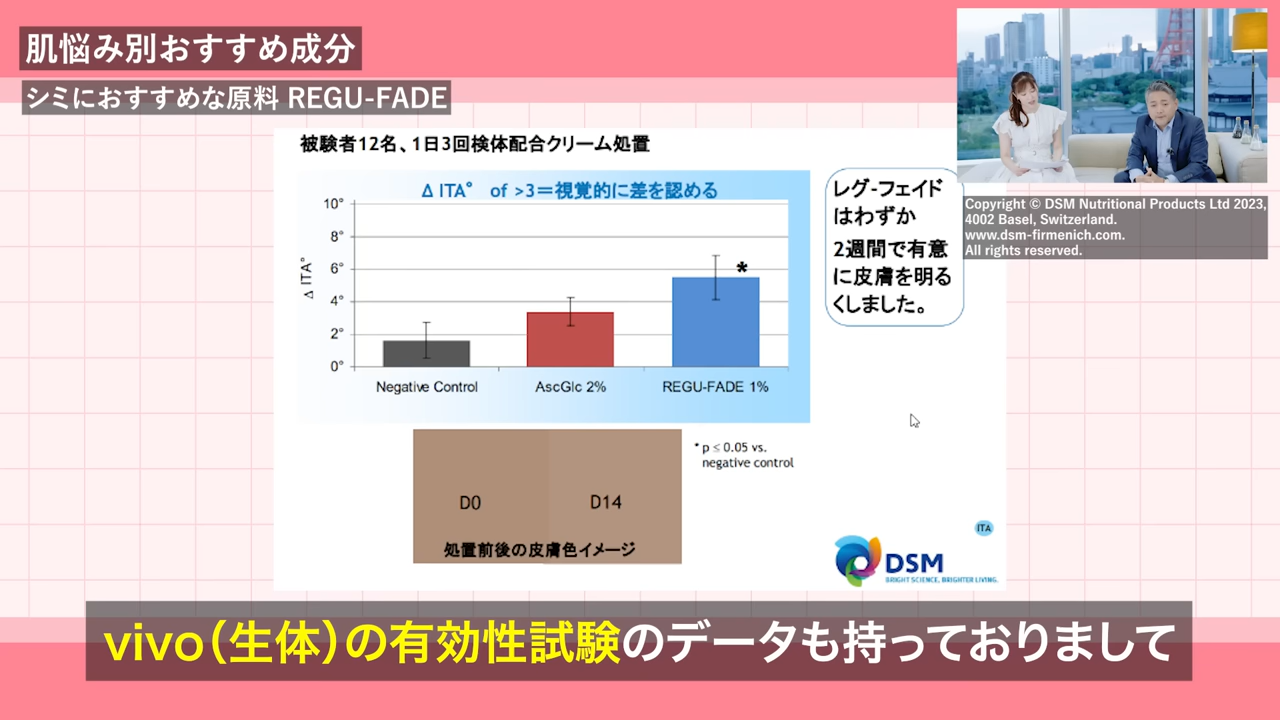 肌悩み別おすすめ成分
シミにおすすめな原料 REGU-FADE
被験者12名、1日3回検体配合クリーム処置
Δ ITA° of >3＝視覚的に差を認める
10°
8°
6°
4°
2°
0°
Δ ITA°
*
Negative Control
AscGlc 2%
REGU-FADE 1%
レグ-フェイド
はわずか
2週間で有意
に皮膚を明る
くしました。
Copyright © DSM Nutritional Products Ltd 2023,
4002 Basel, Switzerland.
www.dsm-firmenich.com.
All rights reserved.
* p ≤ 0.05 vs.
negative control
D0
D14
処置前後の皮膚色イメージ
ITA
DSM
BRIGHT SCIENCE. BRIGHTER LIVING.
vivo（生体）の有効性試験のデータも持っておりまして